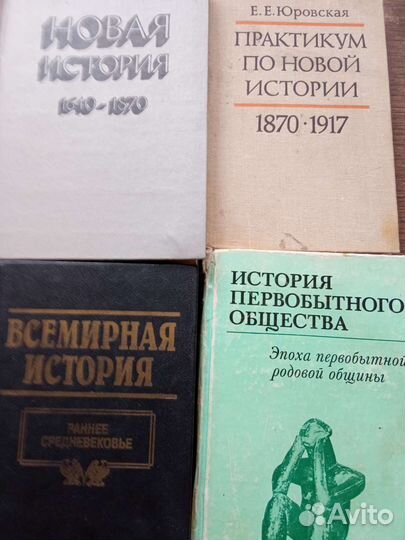 НОВАЯ
ИСТОРИЯ
1640-1870
Е. Е. Юровская
ПРАКТИКУМ
ПО НОВОЙ
ИСТОРИИ
1870·1917
ВСЕМИРНАЯ
ИСТОРИЯ
РАННЕЕ
СРЕДНЕВЕКОВЬЕ
ИСТОРИЯ
ПЕРВОБЫТНОГО
ОБЩЕСТВА
Эпоха первобытной
родовой общины
Avito